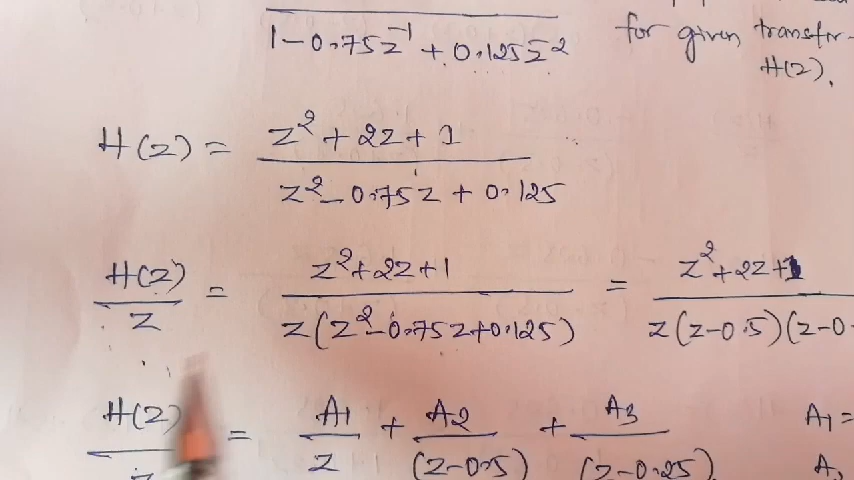 1-0.75z⁻¹ + 0.125z⁻² for given transfer-
H(z).
H(z) = z² + 2z + 1 / z² - 0.75z + 0.125
H(z)/z = z² + 2z + 1 / z(z² - 0.75z + 0.125) = z² + 2z + 1 / z(z-0.5)(z-0
H(z) = A1/z + A2/(z-0.5) + A3/(z-0.25) A1 =
A